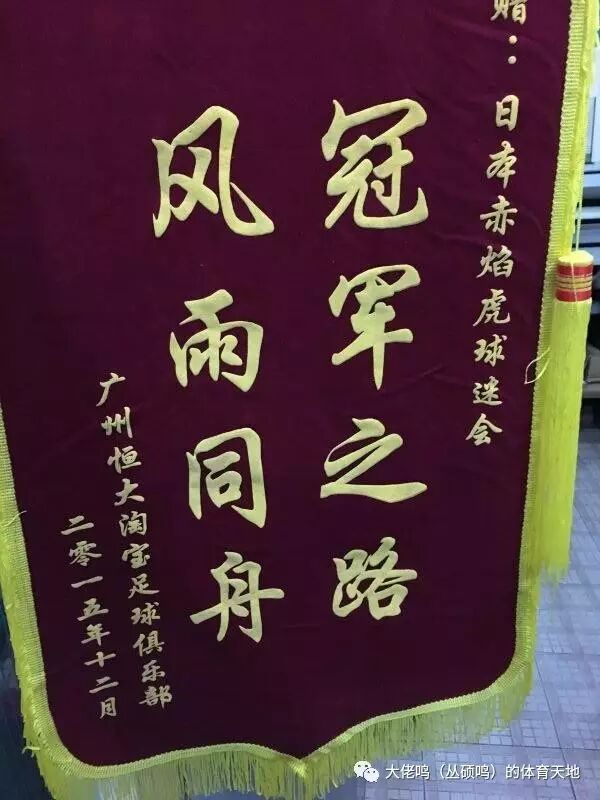 赠：日本赤焰虎球迷会
冠军之路
风雨同舟
广州恒大淘宝足球俱乐部
二零一五年十二月
大佬鸣（丛硕鸣）的体育天地